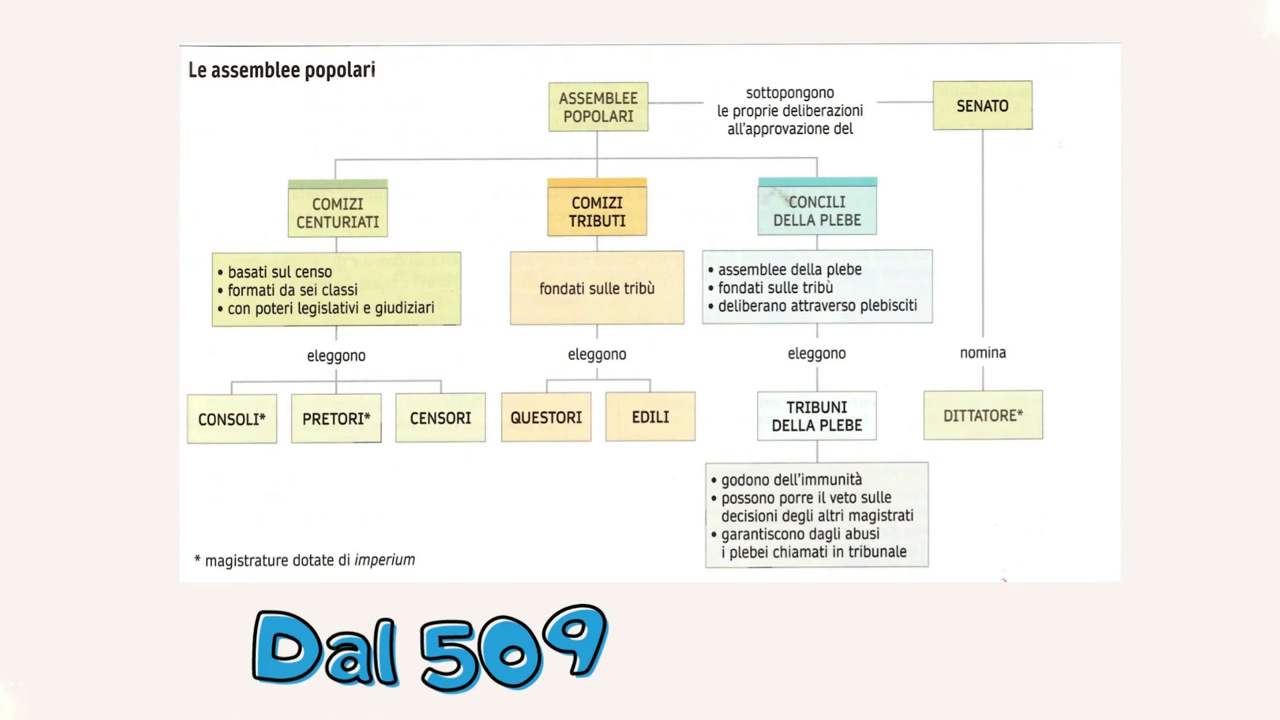 Le assemblee popolari
ASSEMBLEE
POPOLARI
sottopongono
le proprie deliberazioni
all'approvazione del
SENATO
COMIZI
CENTURIATI
COMIZI
TRIBUTI
CONCILI
DELLA PLEBE
• basati sul censo
• formati da sei classi
• con poteri legislativi e giudiziari
fondati sulle tribù
• assemblee della plebe
• fondati sulle tribù
• deliberano attraverso plebisciti
eleggono
eleggono
eleggono
nomina
CONSOLI*
PRETORI*
CENSORI
QUESTORI
EDILI
TRIBUNI
DELLA PLEBE
DITTATORE*
• godono dell'immunità
• possono porre il veto sulle
decisioni degli altri magistrati
• garantiscono dagli abusi
i plebei chiamati in tribunale
* magistrature dotate di imperium
Dal 509